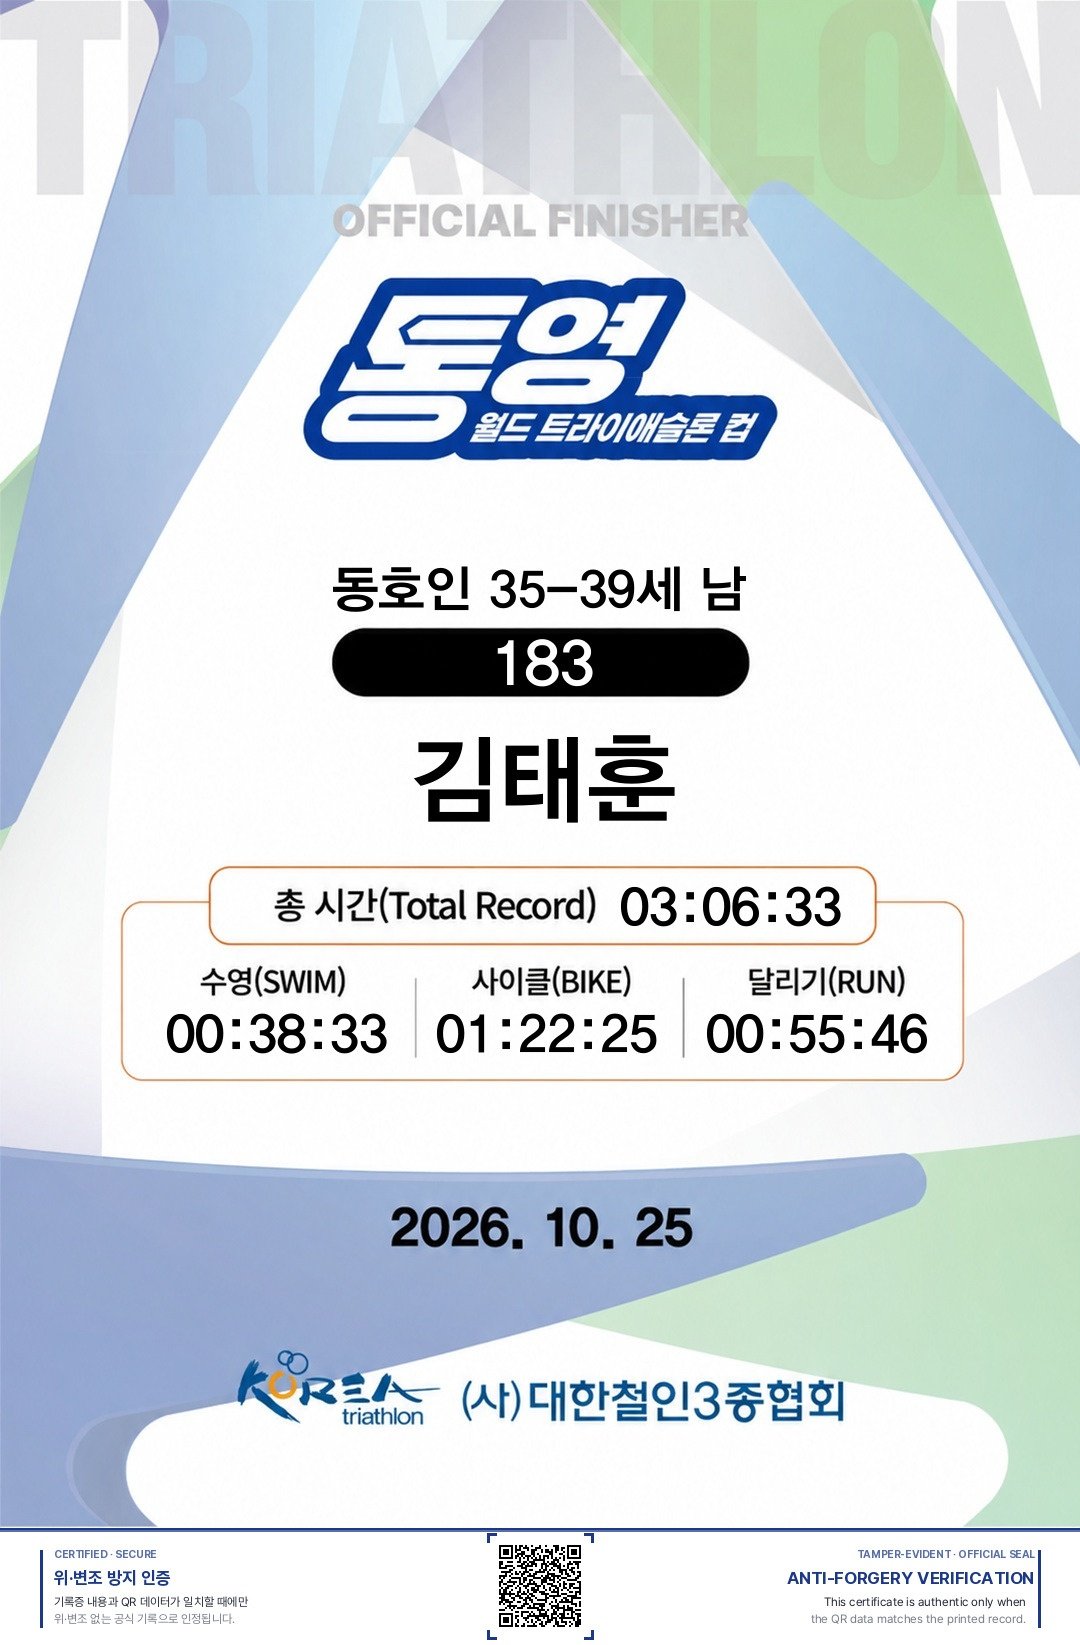 TRIATHLON
OFFICIAL FINISHER
통영
월드 트라이애슬론 컵
동호인 35-39세 남
183
김태훈
총 시간(Total Record) 03:06:33
수영(SWIM) 사이클(BIKE) 달리기(RUN)
00:38:33 01:22:25 00:55:46
2026. 10. 25
KOREA triathlon (사)대한철인3종협회
CERTIFIED · SECURE
위·변조 방지 인증
기록증 내용과 QR 데이터가 일치할 때에만
위·변조 없는 공식 기록으로 인정됩니다.
TAMPER-EVIDENT · OFFICIAL SEAL
ANTI-FORGERY VERIFICATION
This certificate is authentic only when
the QR data matches the printed record.